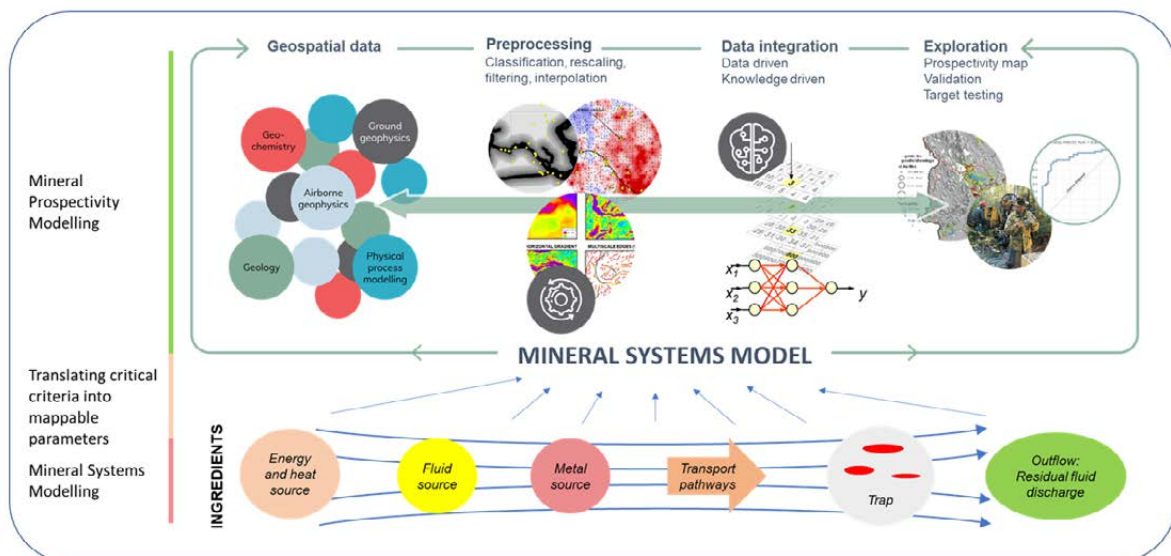 Geospatial data
Preprocessing
Classification, rescaling,
filtering, interpolation
Data integration
Data driven
Knowledge driven
Exploration
Prospectivity map
Validation
Target testing
Geo-
chemistry
Ground
geophysics
Airborne
geophysics
Geology
Physical
process
modelling
HORIZONTAL GRADIENT
MULTISCALE EDGES
x1
x2
x3
y
Mineral
Prospectivity
Modelling
MINERAL SYSTEMS MODEL
Translating critical
criteria into
mappable
parameters
Mineral Systems
Modelling
INGREDIENTS
Energy
and heat
source
Fluid
source
Metal
source
Transport
pathways
Trap
Outflow:
Residual fluid
discharge